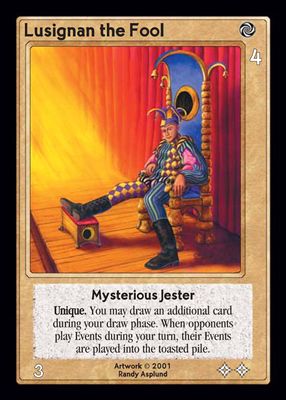 Lusignan the Fool
4
Mysterious Jester
Unique. You may draw an additional card
during your draw phase. When opponents
play Events during your turn, their Events
are played into the toasted pile.
3
Artwork © 2001
Randy Asplund